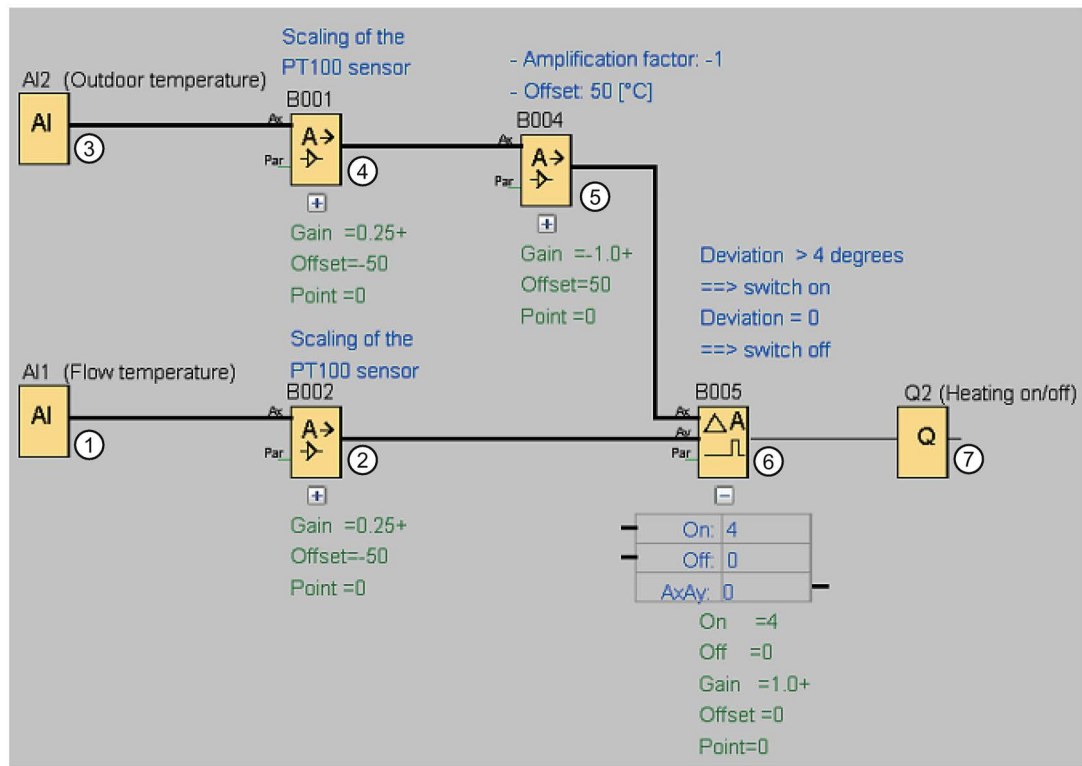 Scaling of the
PT100 sensor
- Amplification factor: -1
- Offset: 50 [°C]
AI2 (Outdoor temperature)
B001
B004
AI
Ax
A→
Par
3
4
Ax
A→
Par
5
Gain =0.25+
Offset=-50
Point =0
Gain =-1.0+
Offset=50
Point =0
Deviation > 4 degrees
==> switch on
Deviation = 0
==> switch off
Scaling of the
PT100 sensor
AI1 (Flow temperature)
B002
B005
Q2 (Heating on/off)
AI
Ax
A→
Par
1
2
Ax
Ay
Par
△A
6
Q
7
Gain =0.25+
Offset=-50
Point =0
On: 4
Off: 0
AxAy: 0
On =4
Off =0
Gain =1.0+
Offset =0
Point=0